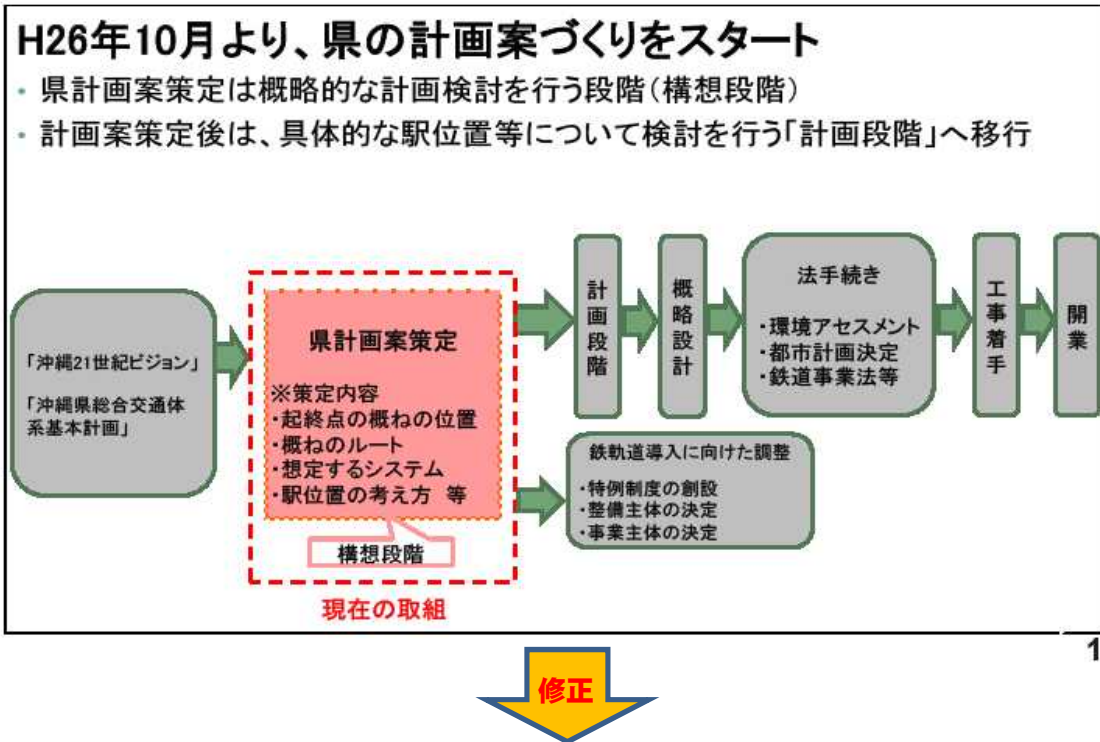 H26年10月より、県の計画案づくりをスタート
・県計画案策定は概略的な計画検討を行う段階(構想段階)
・計画案策定後は、具体的な駅位置等について検討を行う「計画段階」へ移行
「沖縄21世紀ビジョン」
「沖縄県総合交通体
系基本計画」
県計画案策定
※策定内容
・起終点の概ねの位置
・概ねのルート
・想定するシステム
・駅位置の考え方 等
構想段階
現在の取組
計画段階
概略設計
法手続き
・環境アセスメント
・都市計画決定
・鉄道事業法等
工事着手
開業
鉄軌道導入に向けた調整
・特例制度の創設
・整備主体の決定
・事業主体の決定
1
修正